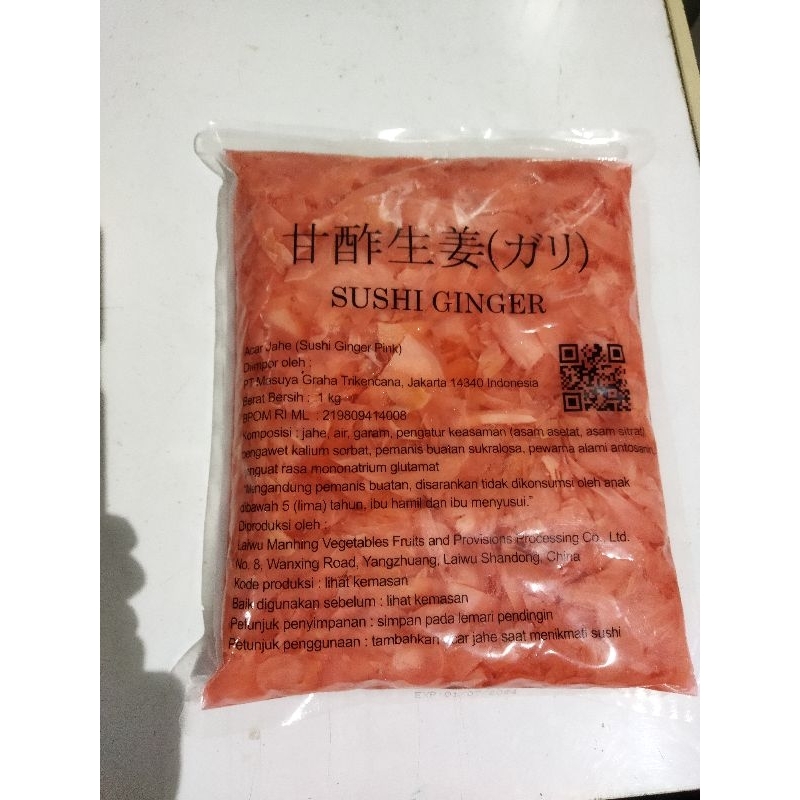 甘酢生姜(ガリ)
SUSHI GINGER
Acar Jahe (Sushi Ginger Pink)
Diimpor oleh :
PT Masuya Graha Trikencana, Jakarta 14340 Indonesia
Berat Bersih : 1 kg
BPOM RI ML : 219809414008
Komposisi : jahe, air, garam, pengatur keasaman (asam asetat, asam sitrat)
pengawet kalium sorbat, pemanis buatan sukralosa, pewarna alami antosianin
penguat rasa mononatrium glutamat
"Mengandung pemanis buatan, disarankan tidak dikonsumsi oleh anak
dibawah 5 (lima) tahun, ibu hamil dan ibu menyusui."
Diproduksi oleh :
Laiwu Manhing Vegetables Fruits and Provisions Processing Co., Ltd.
No. 8, Wanxing Road, Yangzhuang, Laiwu Shandong, China
Kode produksi : lihat kemasan
Baik digunakan sebelum : lihat kemasan
Petunjuk penyimpanan : simpan pada lemari pendingin
Petunjuk penggunaan : tambahkan acar jahe saat menikmati sushi
EXP: